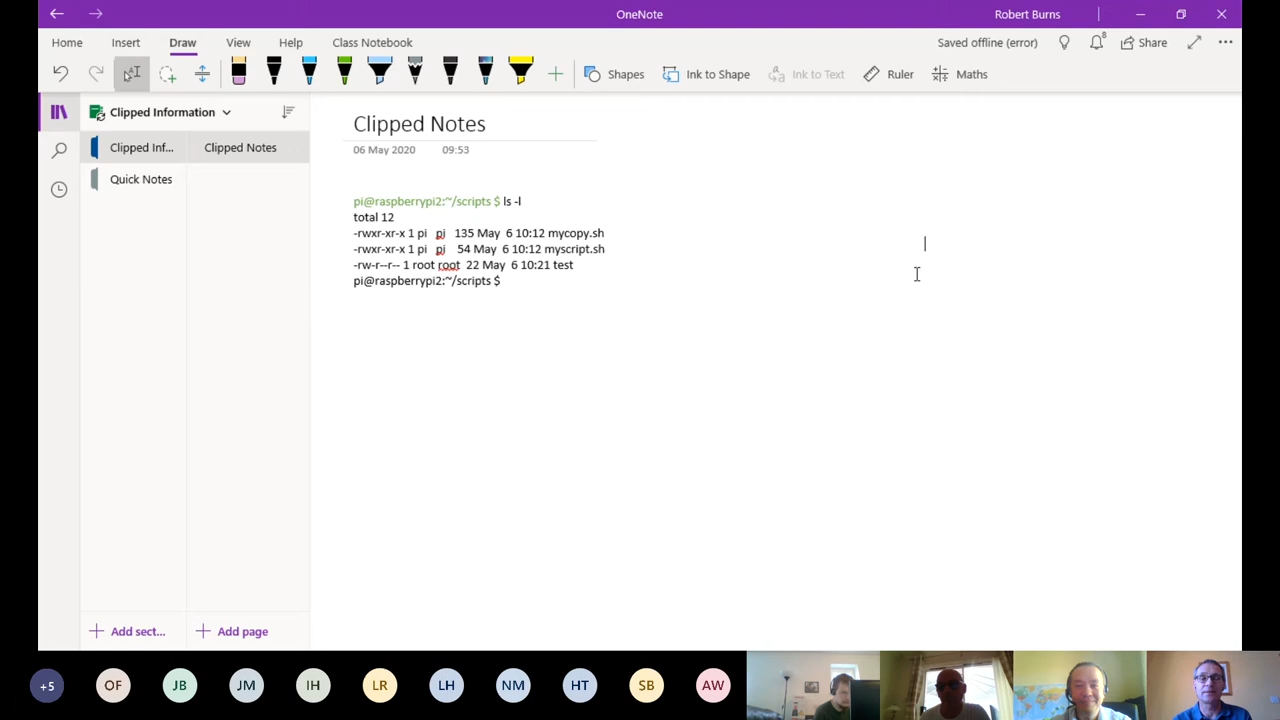 OneNote
Robert Burns
Home Insert Draw View Help Class Notebook
Saved offline (error) 8 Share
Shapes Ink to Shape Ink to Text Ruler Maths
Clipped Information
Clipped Inf... Clipped Notes
Quick Notes
Clipped Notes
06 May 2020 09:53
pi@raspberrypi2:~/scripts $ ls -l
total 12
-rwxr-xr-x 1 pi pi 135 May 6 10:12 mycopy.sh
-rwxr-xr-x 1 pi pi 54 May 6 10:12 myscript.sh
-rw-r--r-- 1 root root 22 May 6 10:21 test
pi@raspberrypi2:~/scripts $
+ Add sect... + Add page
+5 OF JB JM IH LR LH NM HT SB AW